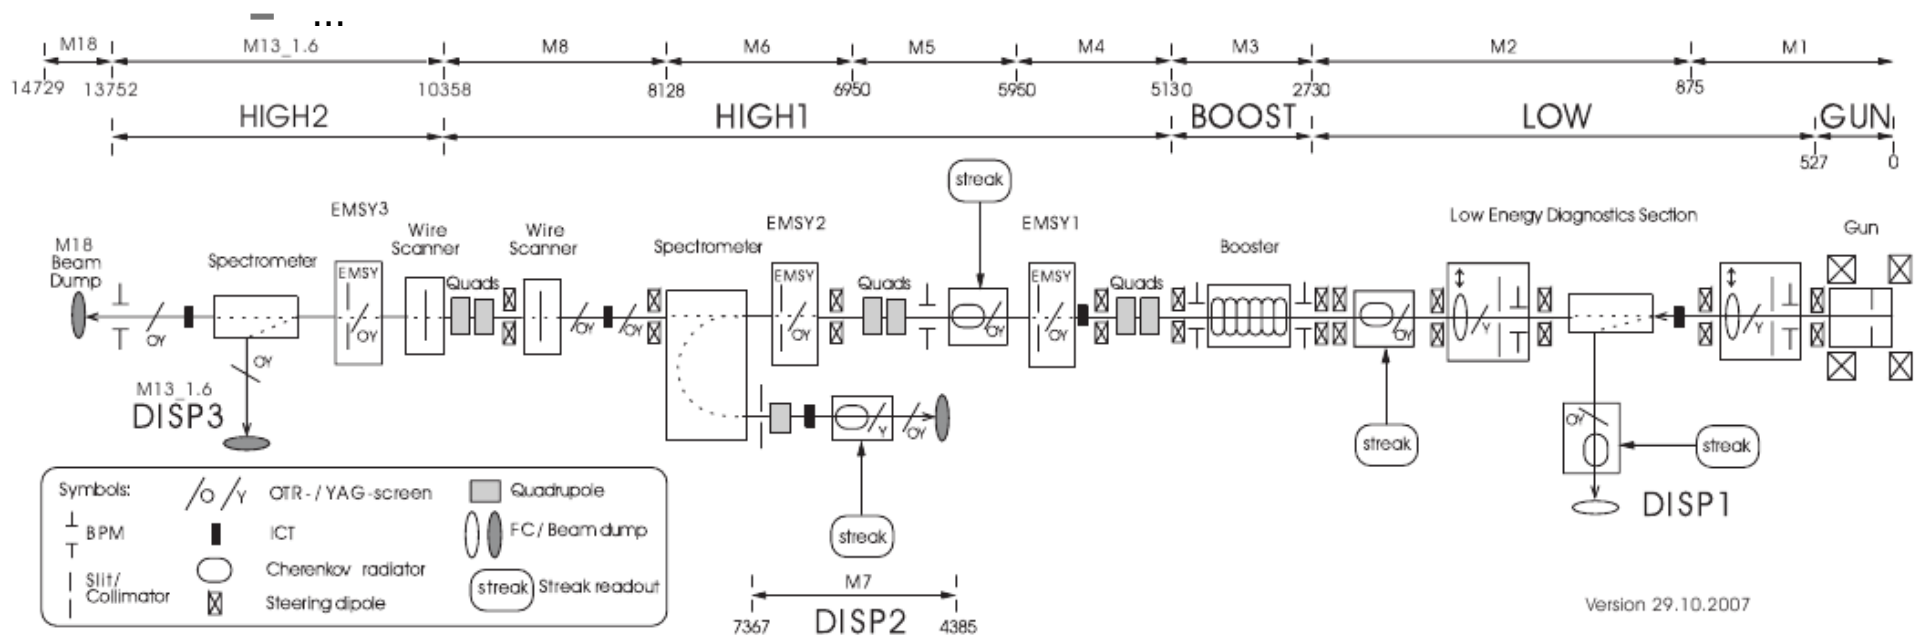 ...
M18 M13_1.6 M8 M6 M5 M4 M3 M2 M1
14729 13752 10358 8128 6950 5950 5130 2730 875
HIGH2 HIGH1 BOOST LOW GUN
527 0
streak
EMSY3 EMSY2 EMSY1 Low Energy Diagnostics Section Gun
M18
Beam
Dump
Spectrometer
Wire
Scanner
Wire
Scanner
Spectrometer
Booster
EMSY
Quads
EMSY
Quads
EMSY
Quads
OY
OY
OY
OY
OY
OY
OY
OY
OY
Y
Y
OY
M13_1.6
DISP3
Y
OY
OY
streak
streak
DISP1
streak
M7
7367 4385
DISP2
Symbols:
O Y OTR-/YAG-screen
Quadrupole
BPM
ICT
FC/Beam dump
Slit/
Collimator
Cherenkov radiator
streak Streak readout
Steering dipole
Version 29.10.2007